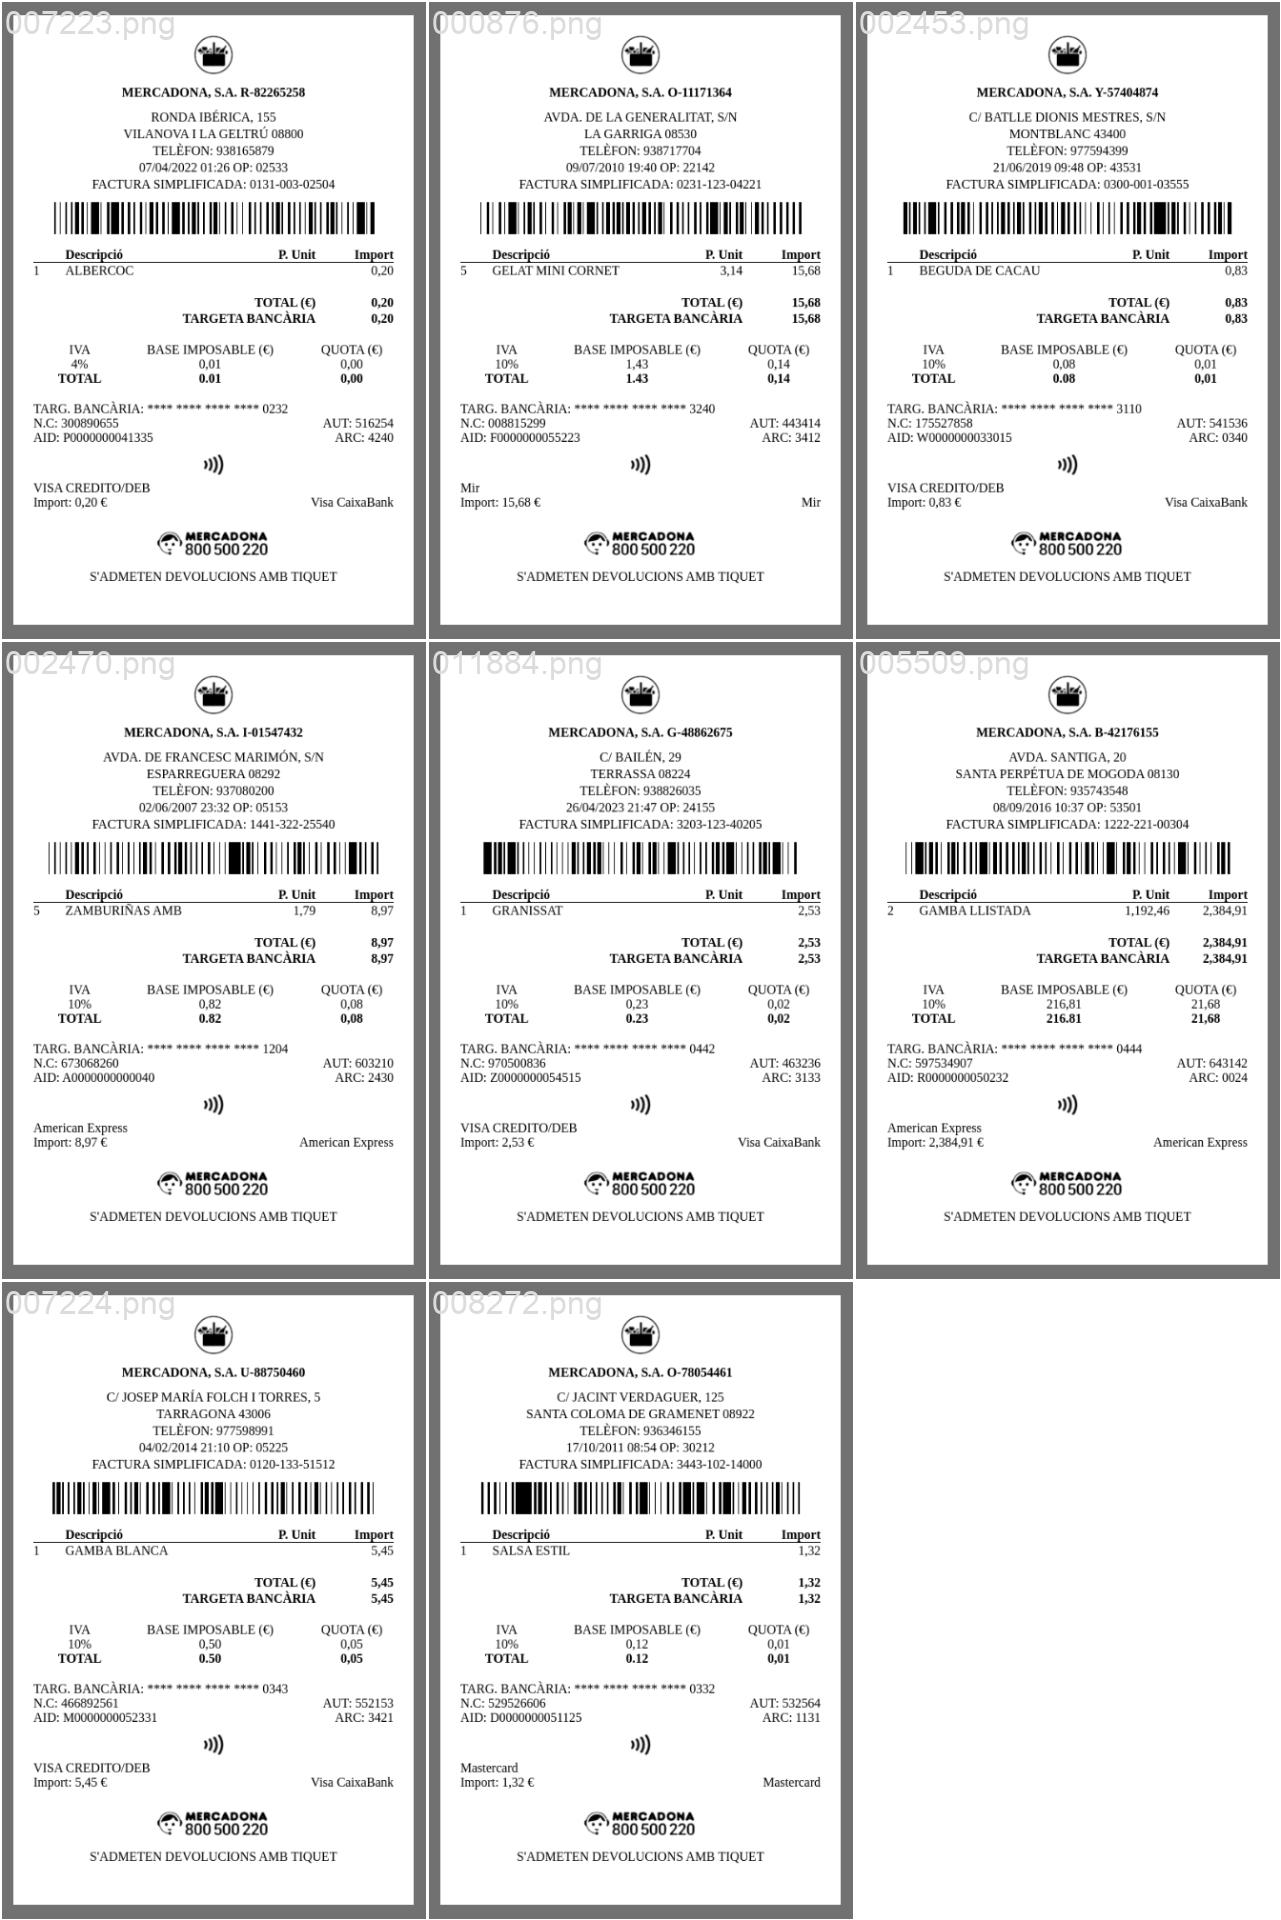 007223.png
MERCADONA, S.A. R-82265258
RONDA IBÉRICA, 155
VILANOVA I LA GELTRÚ 08800
TELÈFON: 938165879
07/04/2022 01:26 OP: 02533
FACTURA SIMPLIFICADA: 0131-003-02504
Descripció P. Unit Import
1 ALBERCOC 0,20
TOTAL (€) 0,20
TARGETA BANCÀRIA 0,20
IVA BASE IMPOSABLE (€) QUOTA (€)
4% 0,01 0,00
TOTAL 0.01 0,00
TARG. BANCÀRIA: **** **** **** **** 0232
N.C: 300890655 AUT: 516254
AID: P0000000041335 ARC: 4240
VISA CREDITO/DEB
Import: 0,20 € Visa CaixaBank
MERCADONA
800 500 220
S'ADMETEN DEVOLUCIONS AMB TIQUET
000876.png
MERCADONA, S.A. O-11171364
AVDA. DE LA GENERALITAT, S/N
LA GARRIGA 08530
TELÈFON: 938717704
09/07/2010 19:40 OP: 22142
FACTURA SIMPLIFICADA: 0231-123-04221
Descripció P. Unit Import
5 GELAT MINI CORNET 3,14 15,68
TOTAL (€) 15,68
TARGETA BANCÀRIA 15,68
IVA BASE IMPOSABLE (€) QUOTA (€)
10% 1,43 0,14
TOTAL 1.43 0,14
TARG. BANCÀRIA: **** **** **** **** 3240
N.C: 008815299 AUT: 443414
AID: F0000000055223 ARC: 3412
Mir
Import: 15,68 € Mir
MERCADONA
800 500 220
S'ADMETEN DEVOLUCIONS AMB TIQUET
002453.png
MERCADONA, S.A. Y-57404874
C/ BATLLE DIONIS MESTRES, S/N
MONTBLANC 43400
TELÈFON: 977594399
21/06/2019 09:48 OP: 43531
FACTURA SIMPLIFICADA: 0300-001-03555
Descripció P. Unit Import
1 BEGUDA DE CACAU 0,83
TOTAL (€) 0,83
TARGETA BANCÀRIA 0,83
IVA BASE IMPOSABLE (€) QUOTA (€)
10% 0,08 0,01
TOTAL 0.08 0,01
TARG. BANCÀRIA: **** **** **** **** 3110
N.C: 175527858 AUT: 541536
AID: W0000000033015 ARC: 0340
VISA CREDITO/DEB
Import: 0,83 € Visa CaixaBank
MERCADONA
800 500 220
S'ADMETEN DEVOLUCIONS AMB TIQUET
002470.png
MERCADONA, S.A. I-01547432
AVDA. DE FRANCESC MARIMÓN, S/N
ESPARREGUERA 08292
TELÈFON: 937080200
02/06/2007 23:32 OP: 05153
FACTURA SIMPLIFICADA: 1441-322-25540
Descripció P. Unit Import
5 ZAMBURIÑAS AMB 1,79 8,97
TOTAL (€) 8,97
TARGETA BANCÀRIA 8,97
IVA BASE IMPOSABLE (€) QUOTA (€)
10% 0,82 0,08
TOTAL 0.82 0,08
TARG. BANCÀRIA: **** **** **** **** 1204
N.C: 673068260 AUT: 603210
AID: A0000000000040 ARC: 2430
American Express
Import: 8,97 € American Express
MERCADONA
800 500 220
S'ADMETEN DEVOLUCIONS AMB TIQUET
011884.png
MERCADONA, S.A. G-48862675
C/ BAILÉN, 29
TERRASSA 08224
TELÈFON: 938826035
26/04/2023 21:47 OP: 24155
FACTURA SIMPLIFICADA: 3203-123-40205
Descripció P. Unit Import
1 GRANISSAT 2,53
TOTAL (€) 2,53
TARGETA BANCÀRIA 2,53
IVA BASE IMPOSABLE (€) QUOTA (€)
10% 0,23 0,02
TOTAL 0.23 0,02
TARG. BANCÀRIA: **** **** **** **** 0442
N.C: 970500836 AUT: 463236
AID: Z0000000054515 ARC: 3133
VISA CREDITO/DEB
Import: 2,53 € Visa CaixaBank
MERCADONA
800 500 220
S'ADMETEN DEVOLUCIONS AMB TIQUET
005509.png
MERCADONA, S.A. B-42176155
AVDA. SANTIGA, 20
SANTA PERPÉTUA DE MOGODA 08130
TELÈFON: 935743548
08/09/2016 10:37 OP: 53501
FACTURA SIMPLIFICADA: 1222-221-00304
Descripció P. Unit Import
2 GAMBA LLISTADA 1,192,46 2,384,91
TOTAL (€) 2,384,91
TARGETA BANCÀRIA 2,384,91
IVA BASE IMPOSABLE (€) QUOTA (€)
10% 216,81 21,68
TOTAL 216.81 21,68
TARG. BANCÀRIA: **** **** **** **** 0444
N.C: 597534907 AUT: 643142
AID: R0000000050232 ARC: 0024
American Express
Import: 2,384,91 € American Express
MERCADONA
800 500 220
S'ADMETEN DEVOLUCIONS AMB TIQUET
007224.png
MERCADONA, S.A. U-88750460
C/ JOSEP MARÍA FOLCH I TORRES, 5
TARRAGONA 43006
TELÈFON: 977598991
04/02/2014 21:10 OP: 05225
FACTURA SIMPLIFICADA: 0120-133-51512
Descripció P. Unit Import
1 GAMBA BLANCA 5,45
TOTAL (€) 5,45
TARGETA BANCÀRIA 5,45
IVA BASE IMPOSABLE (€) QUOTA (€)
10% 0,50 0,05
TOTAL 0.50 0,05
TARG. BANCÀRIA: **** **** **** **** 0343
N.C: 466892561 AUT: 552153
AID: M0000000052331 ARC: 3421
VISA CREDITO/DEB
Import: 5,45 € Visa CaixaBank
MERCADONA
800 500 220
S'ADMETEN DEVOLUCIONS AMB TIQUET
008272.png
MERCADONA, S.A. O-78054461
C/ JACINT VERDAGUER, 125
SANTA COLOMA DE GRAMENET 08922
TELÈFON: 936346155
17/10/2011 08:54 OP: 30212
FACTURA SIMPLIFICADA: 3443-102-14000
Descripció P. Unit Import
1 SALSA ESTIL 1,32
TOTAL (€) 1,32
TARGETA BANCÀRIA 1,32
IVA BASE IMPOSABLE (€) QUOTA (€)
10% 0,12 0,01
TOTAL 0.12 0,01
TARG. BANCÀRIA: **** **** **** **** 0332
N.C: 529526606 AUT: 532564
AID: D0000000051125 ARC: 1131
Mastercard
Import: 1,32 € Mastercard
MERCADONA
800 500 220
S'ADMETEN DEVOLUCIONS AMB TIQUET